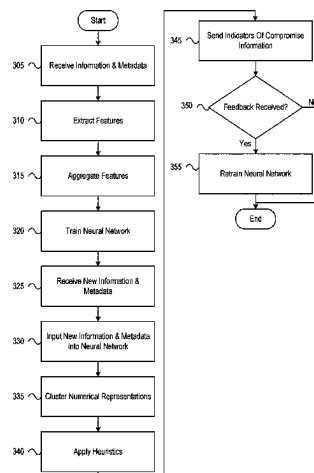 Start
305
Receive Information & Metadata
310
Extract Features
315
Aggregate Features
320
Train Neural Network
325
Receive New Information &
Metadata
330
Input New Information & Metadata
Into Neural Network
335
Cluster Numerical Representations
340
Apply Heuristics
345
Send Indicators Of Compromise
Information
350
Feedback Received?
Yes
355
Retrain Neural Network
End